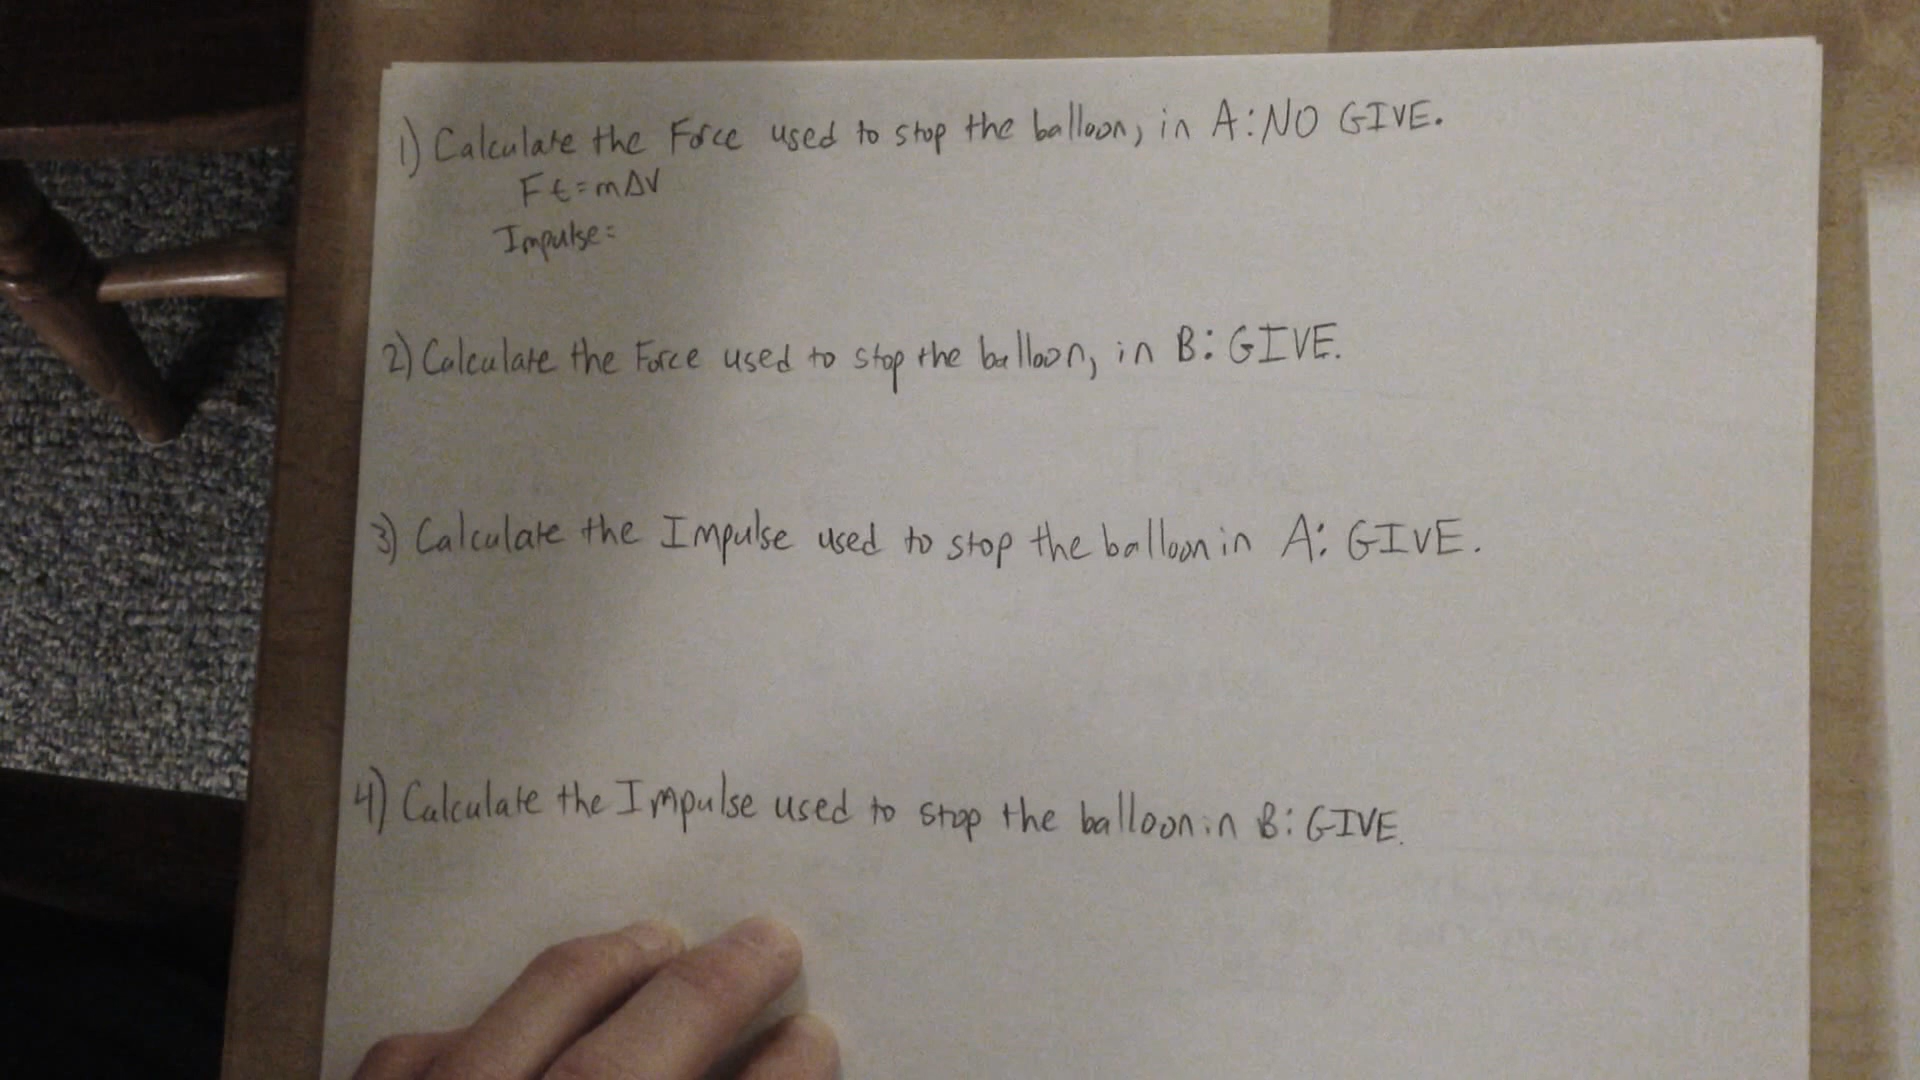 1) Calculate the Force used to stop the balloon, in A: NO GIVE.
Ft=mΔV
Impulse=
2) Calculate the Force used to stop the balloon, in B: GIVE.
3) Calculate the Impulse used to stop the balloon in A: GIVE.
4) Calculate the Impulse used to stop the balloon in B: GIVE.